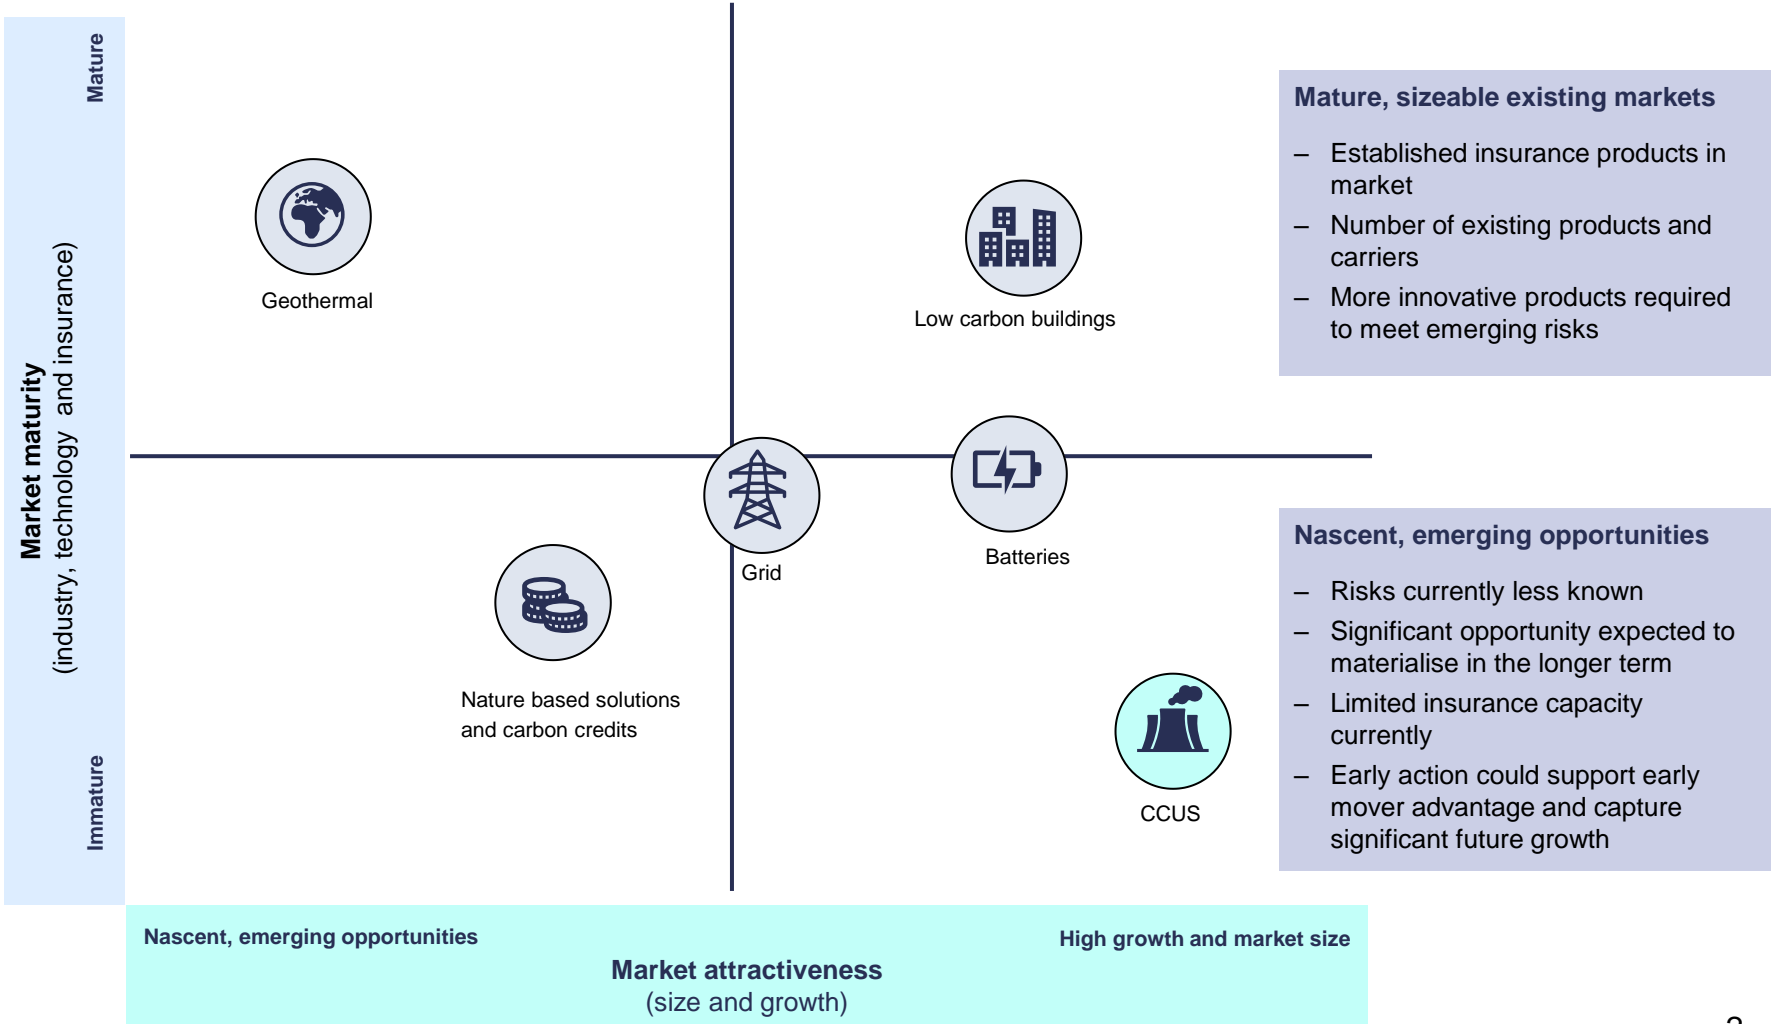 Mature
Market maturity
(industry, technology and insurance)
Immature
Geothermal
Low carbon buildings
Grid
Batteries
Nature based solutions
and carbon credits
CCUS
Mature, sizeable existing markets
– Established insurance products in
market
– Number of existing products and
carriers
– More innovative products required
to meet emerging risks
Nascent, emerging opportunities
– Risks currently less known
– Significant opportunity expected to
materialise in the longer term
– Limited insurance capacity
currently
– Early action could support early
mover advantage and capture
significant future growth
Nascent, emerging opportunities
High growth and market size
Market attractiveness
(size and growth)